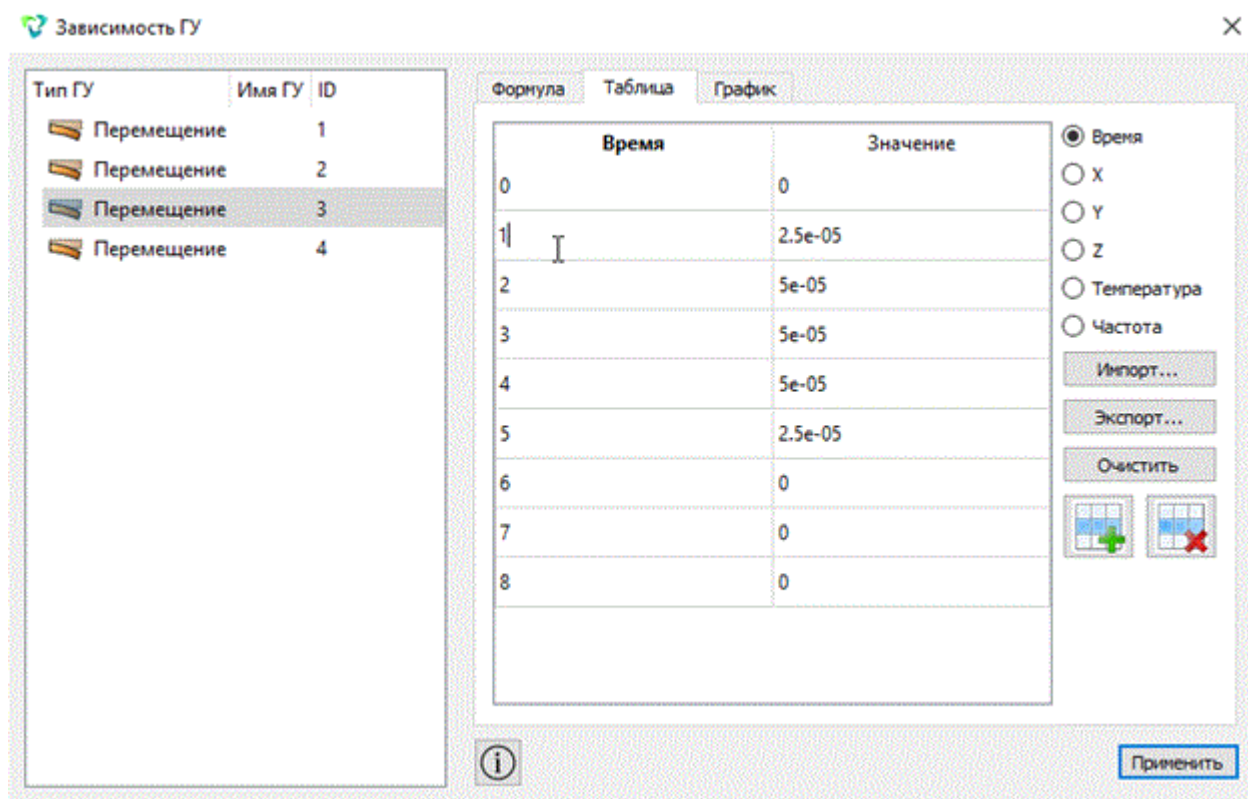 Зависимость ГУ
Тип ГУ Имя ГУ ID
Перемещение 1
Перемещение 2
Перемещение 3
Перемещение 4
Формула Таблица График
Время Значение
0 0
1 2.5e-05
2 5e-05
3 5e-05
4 5e-05
5 2.5e-05
6 0
7 0
8 0
Время
X
Y
Z
Температура
Частота
Импорт...
Экспорт...
Очистить
Применить